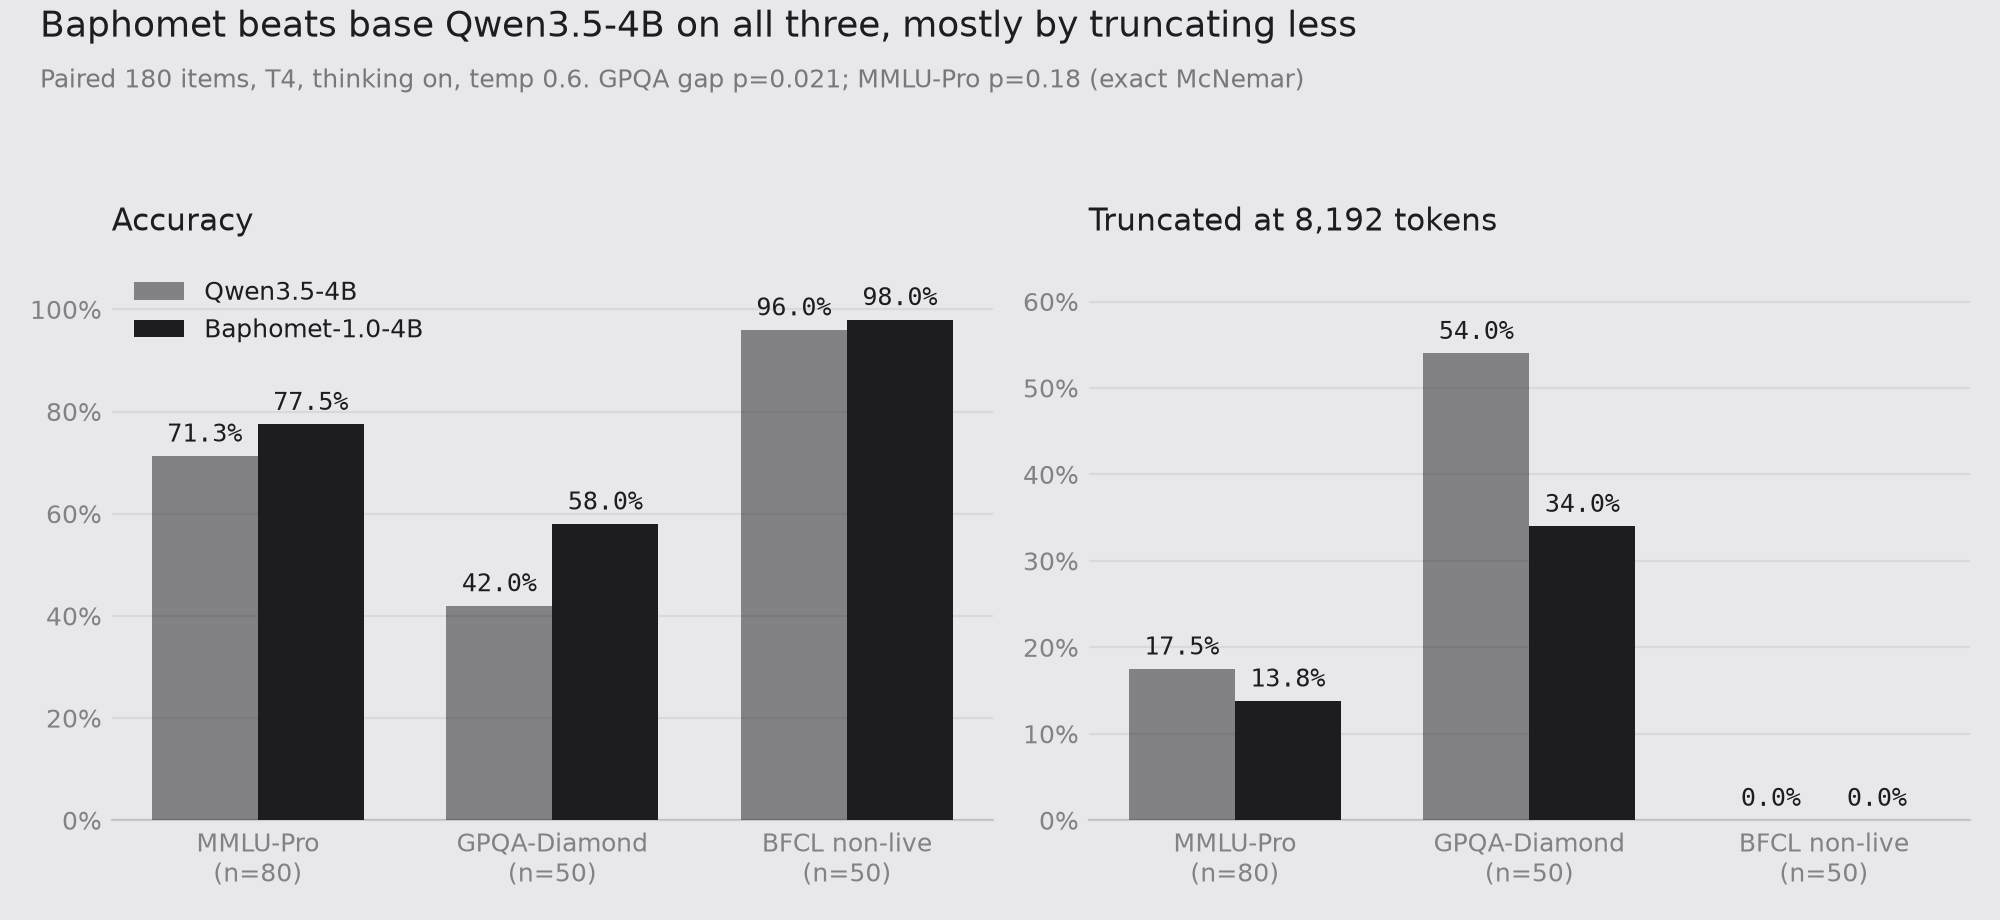 Baphomet beats base Qwen3.5-4B on all three, mostly by truncating less
Paired 180 items, T4, thinking on, temp 0.6. GPQA gap p=0.021; MMLU-Pro p=0.18 (exact McNemar)
Accuracy
Qwen3.5-4B
Baphomet-1.0-4B
100%
80%
60%
40%
20%
0%
71.3%
77.5%
42.0%
58.0%
96.0%
98.0%
MMLU-Pro
(n=80)
GPQA-Diamond
(n=50)
BFCL non-live
(n=50)
Truncated at 8,192 tokens
60%
50%
40%
30%
20%
10%
0%
17.5%
13.8%
54.0%
34.0%
0.0%
0.0%
MMLU-Pro
(n=80)
GPQA-Diamond
(n=50)
BFCL non-live
(n=50)